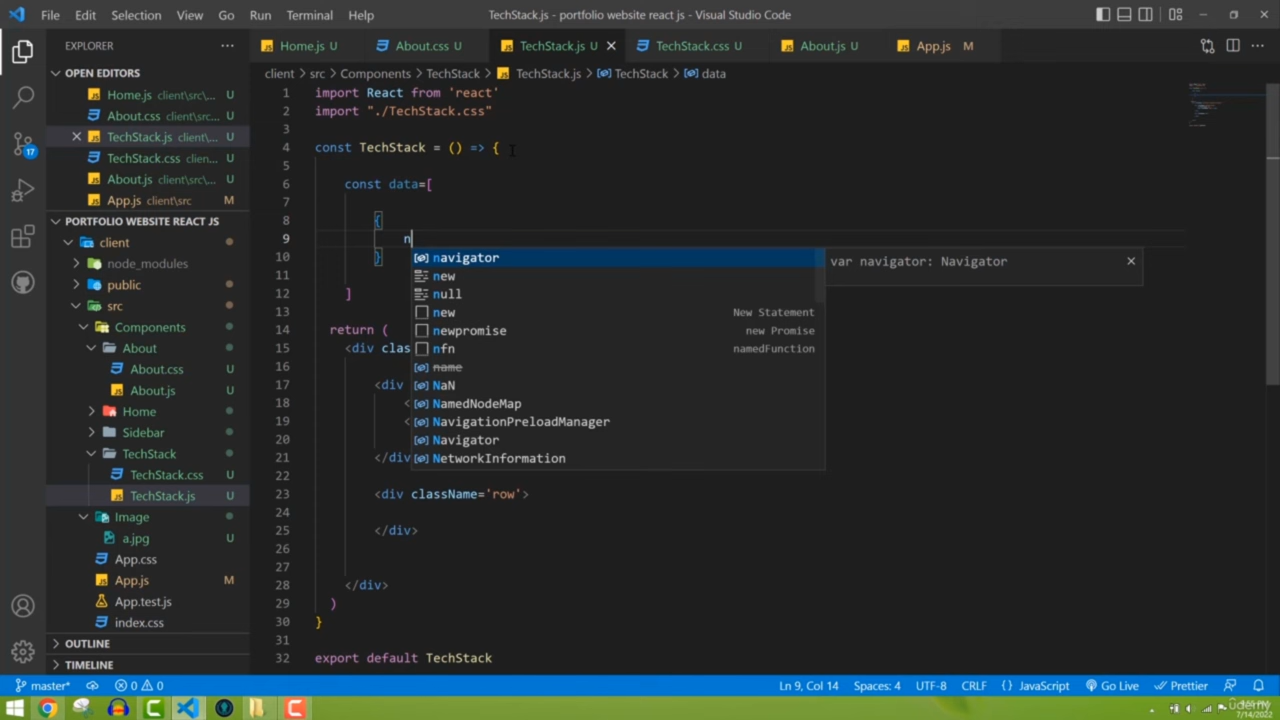 File Edit Selection View Go Run Terminal Help
TechStack.js - portfolio website react js - Visual Studio Code
EXPLORER
OPEN EDITORS
Home.js client\src\... U
About.css client\src\... U
TechStack.js client\... U
TechStack.css clien... U
About.js client\src\... U
App.js client\src M
PORTFOLIO WEBSITE REACT JS
client
node_modules
public
src
Components
About
About.css U
About.js U
Home
Sidebar
TechStack
TechStack.css U
TechStack.js U
Image
a.jpg U
App.css
App.js M
App.test.js
index.css
OUTLINE
TIMELINE
17
Home.js U About.css U TechStack.js U TechStack.css U About.js U App.js M
client > src > Components > TechStack > TechStack.js > TechStack > data
1 import React from 'react'
2 import "./TechStack.css"
3
4 const TechStack = () => {
5
6 const data=[
7
8 {
9 n
10 }
11
12 ]
13
14 return (
15 <div clas
16
17 <div
18 <
19 <
20
21 </div
22
23 <div className='row'>
24
25 </div>
26
27
28 </div>
29 )
30 }
31
32 export default TechStack
navigator
new
null
new New Statement
newpromise new Promise
nfn namedFunction
name
NaN
NamedNodeMap
NavigationPreloadManager
Navigator
NetworkInformation
var navigator: Navigator
master* 0 0 Ln 9, Col 14 Spaces: 4 UTF-8 CRLF {} JavaScript Go Live Prettier
7/14/2022
udemy